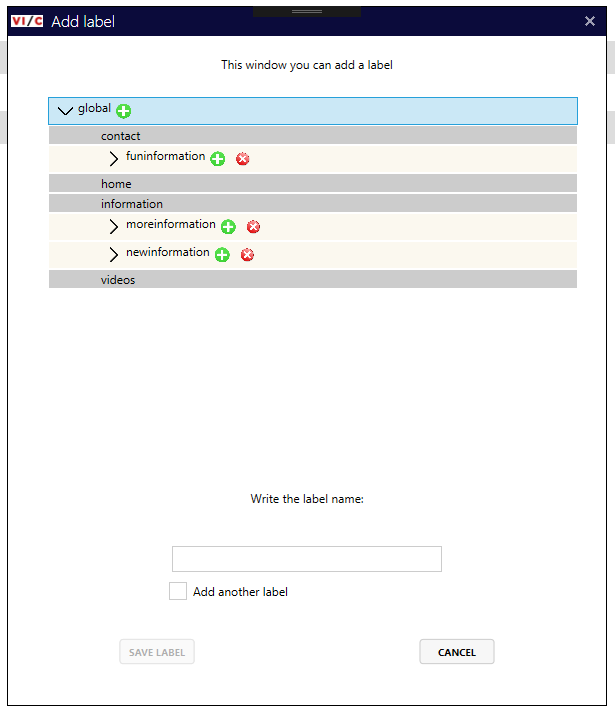 VI/C Add label
This window you can add a label
global
contact
funinformation
home
information
moreinformation
newinformation
videos
Write the label name:
Add another label
SAVE LABEL CANCEL